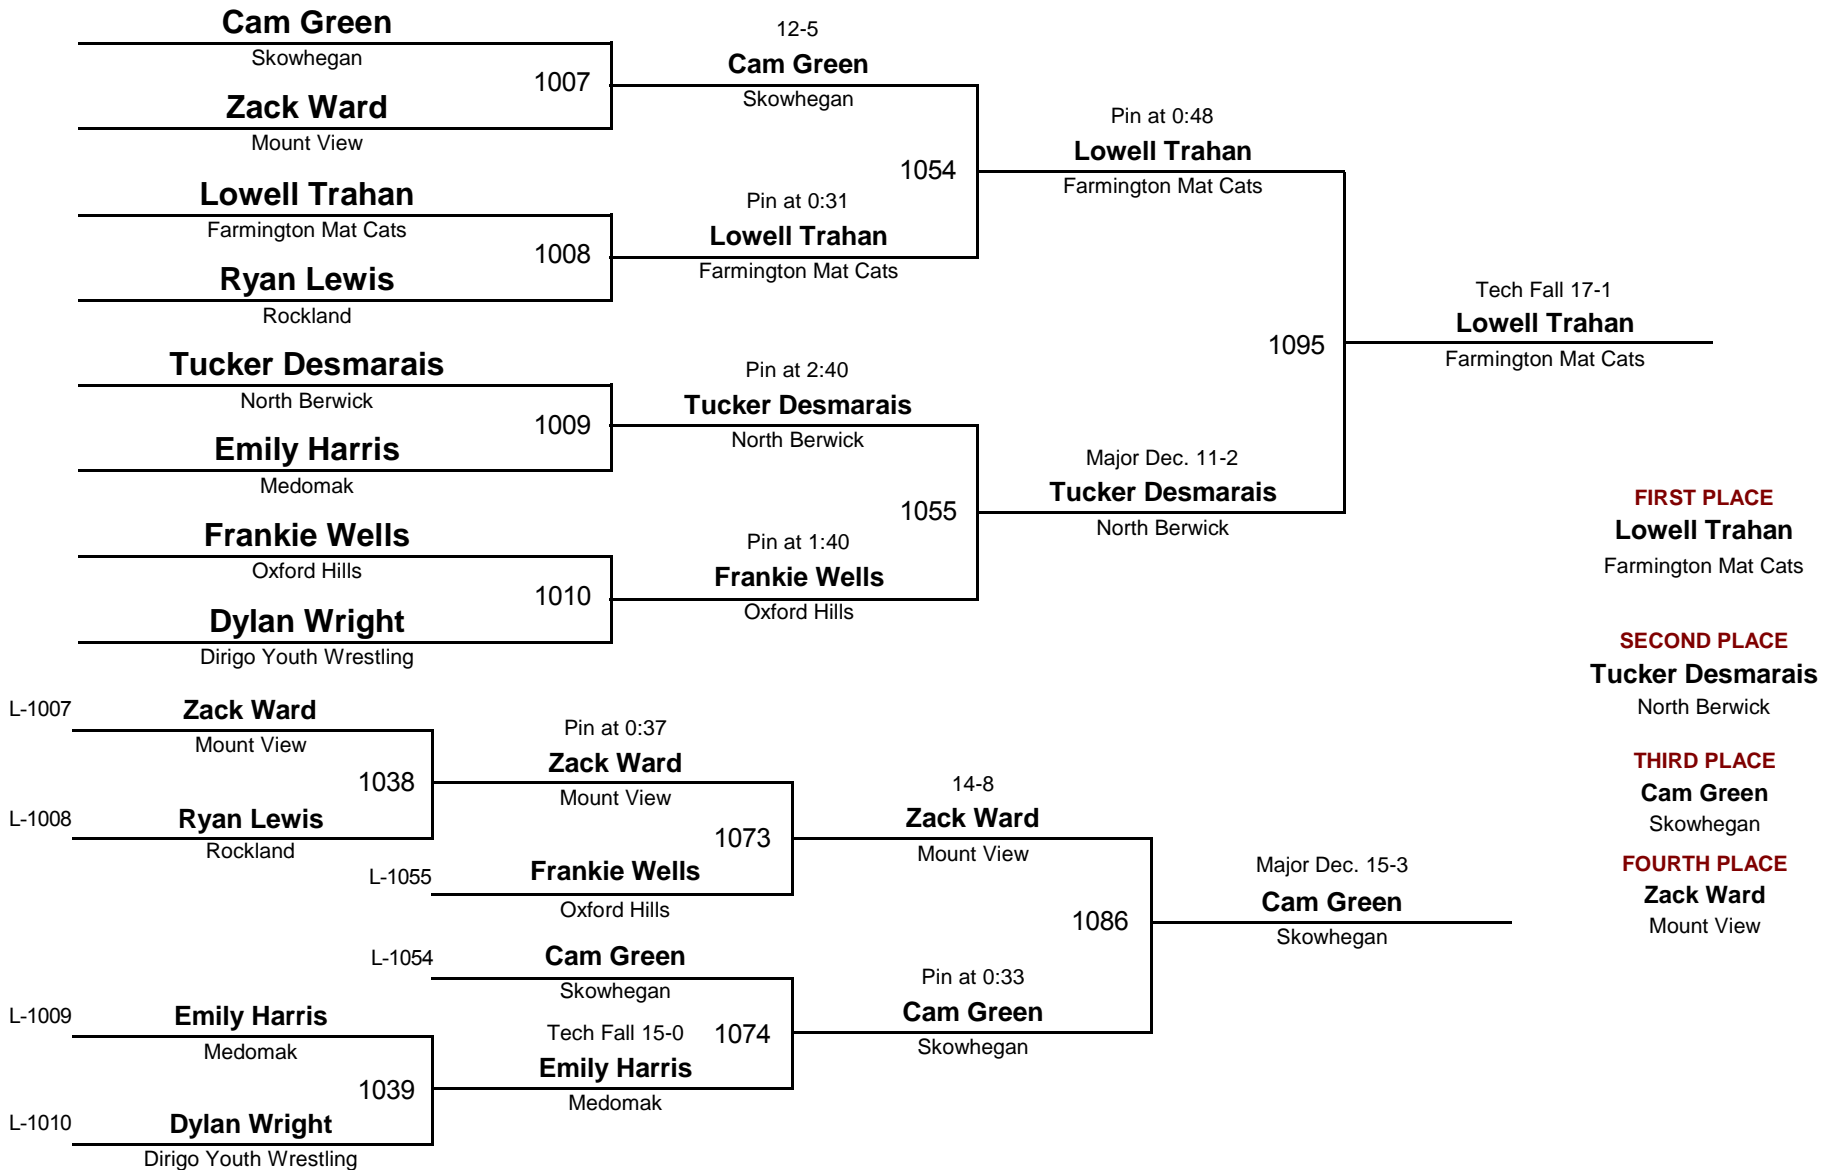 Cam Green
Skowhegan
1007
Zack Ward
Mount View
Lowell Trahan
Farmington Mat Cats
1008
Ryan Lewis
Rockland
Tucker Desmarais
North Berwick
1009
Emily Harris
Medomak
Frankie Wells
Oxford Hills
1010
Dylan Wright
Dirigo Youth Wrestling
12-5
Cam Green
Skowhegan
1054
Pin at 0:31
Lowell Trahan
Farmington Mat Cats
Pin at 2:40
Tucker Desmarais
North Berwick
1055
Pin at 1:40
Frankie Wells
Oxford Hills
Pin at 0:48
Lowell Trahan
Farmington Mat Cats
1095
Major Dec. 11-2
Tucker Desmarais
North Berwick
Tech Fall 17-1
Lowell Trahan
Farmington Mat Cats
FIRST PLACE
Lowell Trahan
Farmington Mat Cats
SECOND PLACE
Tucker Desmarais
North Berwick
THIRD PLACE
Cam Green
Skowhegan
FOURTH PLACE
Zack Ward
Mount View
L-1007
Zack Ward
Mount View
1038
L-1008
Ryan Lewis
Rockland
Pin at 0:37
Zack Ward
Mount View
1073
L-1055
Frankie Wells
Oxford Hills
L-1054
Cam Green
Skowhegan
1074
L-1009
Emily Harris
Medomak
1039
L-1010
Dylan Wright
Dirigo Youth Wrestling
Tech Fall 15-0
Emily Harris
Medomak
14-8
Zack Ward
Mount View
1086
Pin at 0:33
Cam Green
Skowhegan
Major Dec. 15-3
Cam Green
Skowhegan